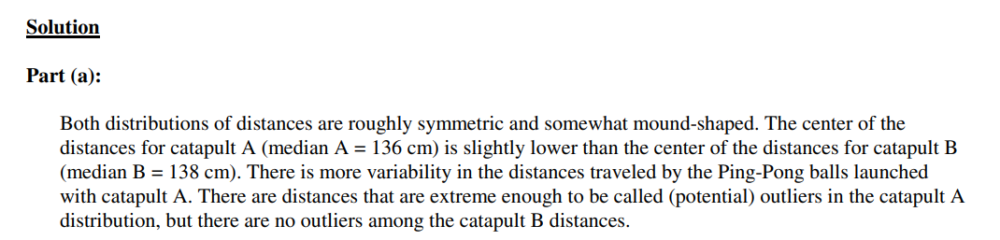 Solution
Part (a):
Both distributions of distances are roughly symmetric and somewhat mound-shaped. The center of the
distances for catapult A (median A = 136 cm) is slightly lower than the center of the distances for catapult B
(median B = 138 cm). There is more variability in the distances traveled by the Ping-Pong balls launched
with catapult A. There are distances that are extreme enough to be called (potential) outliers in the catapult A
distribution, but there are no outliers among the catapult B distances.